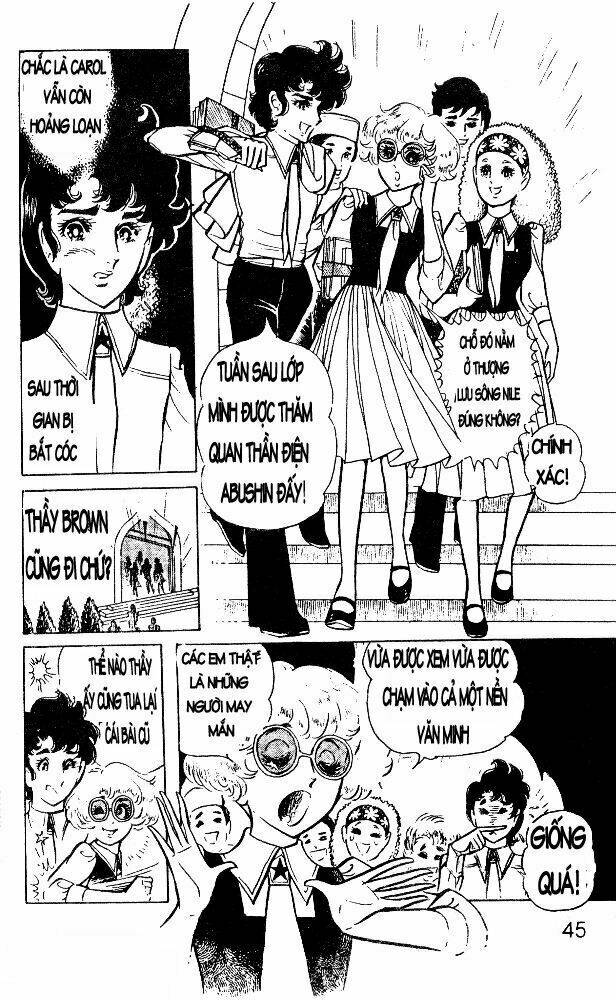 CHẮC LÀ CAROL
VẪN CÒN
HOẢNG LOẠN
SAU THỜI
GIAN BỊ
BẮT CÓC
TUẦN SAU LỚP
MÌNH ĐƯỢC THĂM
QUAN THẦN ĐIỆN
ABUSHIN ĐẤY!
CHỖ ĐÓ NẰM
Ở THƯỢNG
LƯU SÔNG NILE
ĐÚNG KHÔNG?
CHÍNH
XÁC!
THẦY BROWN
CŨNG ĐI CHỨ?
THẾ NÀO THẦY
ẤY CŨNG TUA LẠI
CÁI BÀI CŨ
CÁC EM THẬT
LÀ NHỮNG
NGƯỜI MAY
MẮN
VỪA ĐƯỢC XEM VỪA ĐƯỢC
CHẠM VÀO CẢ MỘT NỀN
VĂN MINH
GIỐNG
QUÁ!
45